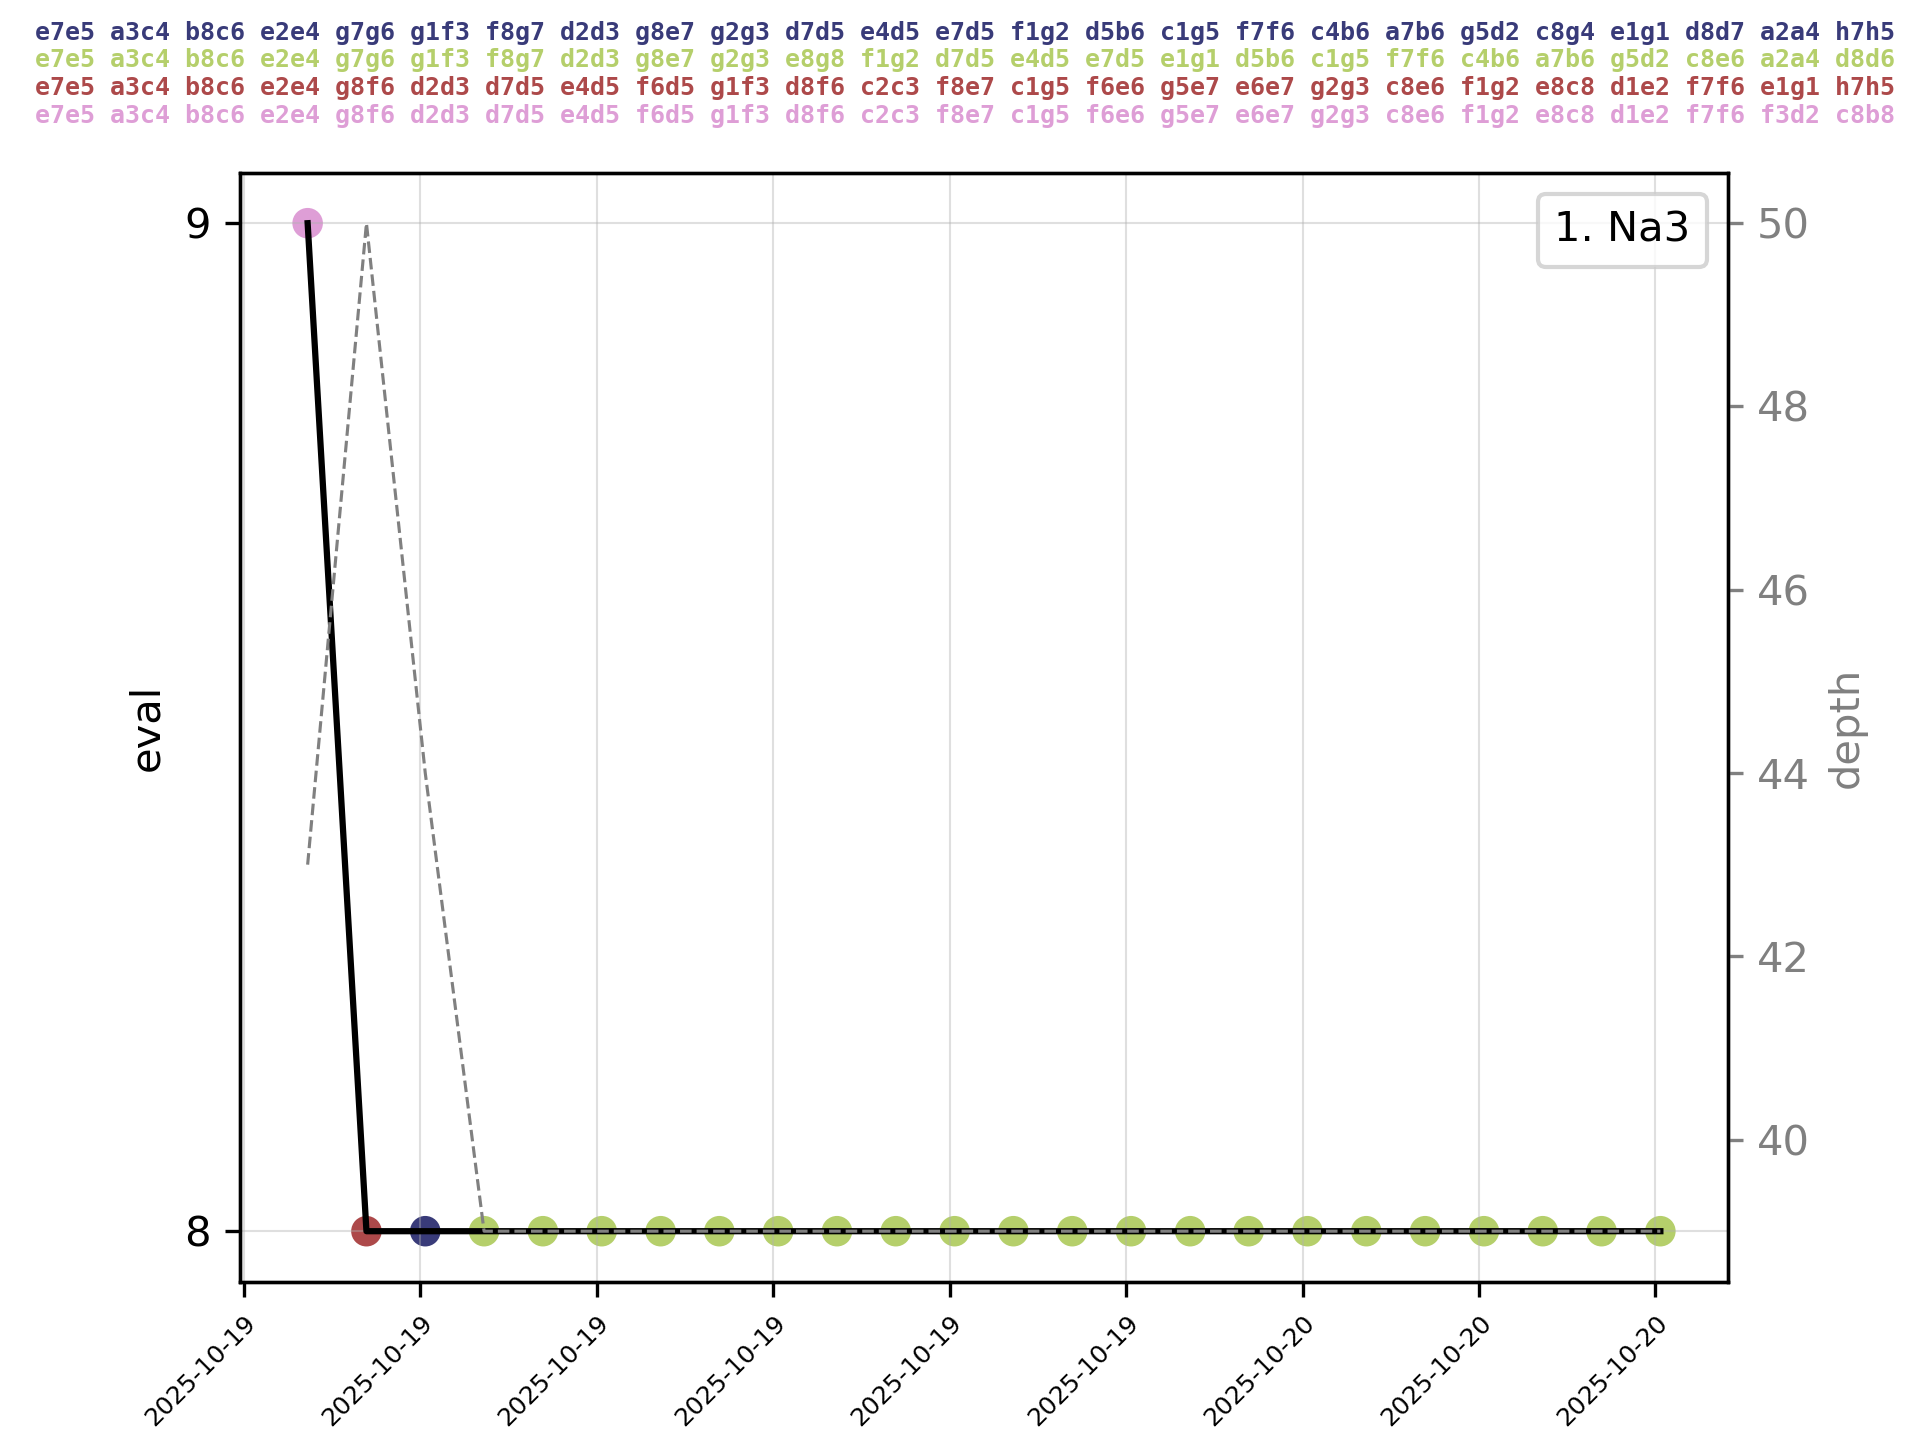 e7e5 a3c4 b8c6 e2e4 g7g6 g1f3 f8g7 d2d3 g8e7 g2g3 d7d5 e4d5 e7d5 f1g2 d5b6 c1g5 f7f6 c4b6 a7b6 g5d2 c8g4 e1g1 d8d7 a2a4 h7h5
e7e5 a3c4 b8c6 e2e4 g7g6 g1f3 f8g7 d2d3 g8e7 g2g3 e8g8 f1g2 d7d5 e4d5 e7d5 e1g1 d5b6 c1g5 f7f6 c4b6 a7b6 g5d2 c8e6 a2a4 d8d6
e7e5 a3c4 b8c6 e2e4 g8f6 d2d3 d7d5 e4d5 f6d5 g1f3 d8f6 c2c3 f8e7 c1g5 f6e6 g5e7 e6e7 g2g3 c8e6 f1g2 e8c8 d1e2 f7f6 e1g1 h7h5
e7e5 a3c4 b8c6 e2e4 g8f6 d2d3 d7d5 e4d5 f6d5 g1f3 d8f6 c2c3 f8e7 c1g5 f6e6 g5e7 e6e7 g2g3 c8e6 f1g2 e8c8 d1e2 f7f6 f3d2 c8b8
1. Na3
9
8
eval
50
48
46
44
42
40
depth
2025-10-19
2025-10-19
2025-10-19
2025-10-19
2025-10-19
2025-10-19
2025-10-20
2025-10-20
2025-10-20